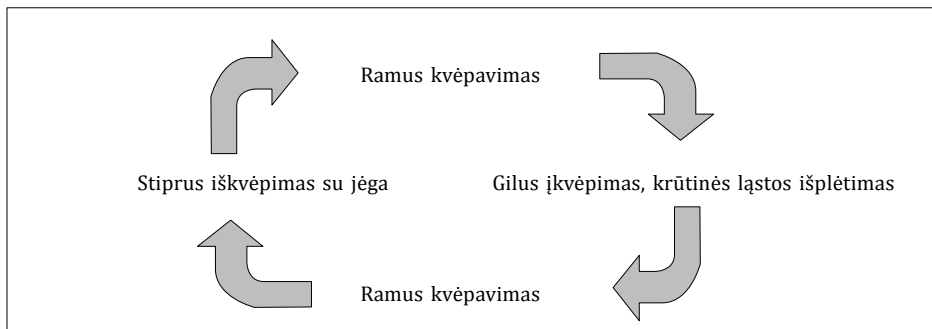 Ramus kvėpavimas
Stiprus iškvėpimas su jėga
Gilus įkvėpimas, krūtinės ląstos išplėtimas
Ramus kvėpavimas